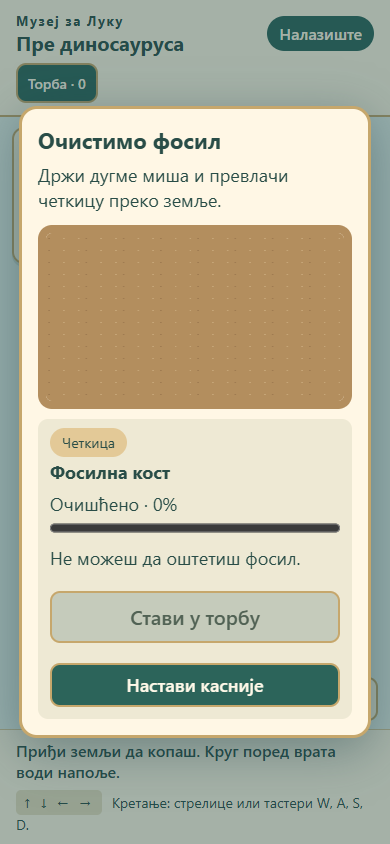 Музеј за Луку
Пре диносауруса
Налазиште
Торба · 0
Очистимо фосил
Држи дугме миша и превлачи
четкицу преко земље.
Четкица
Фосилна кост
Очишћено · 0%
Не можеш да оштетиш фосил.
Стави у торбу
Настави касније
Приђи земљи да копаш. Круг поред врата
води напоље.
↑ ↓ ← → Кретање: стрелице или тастери W, A, S,
D.